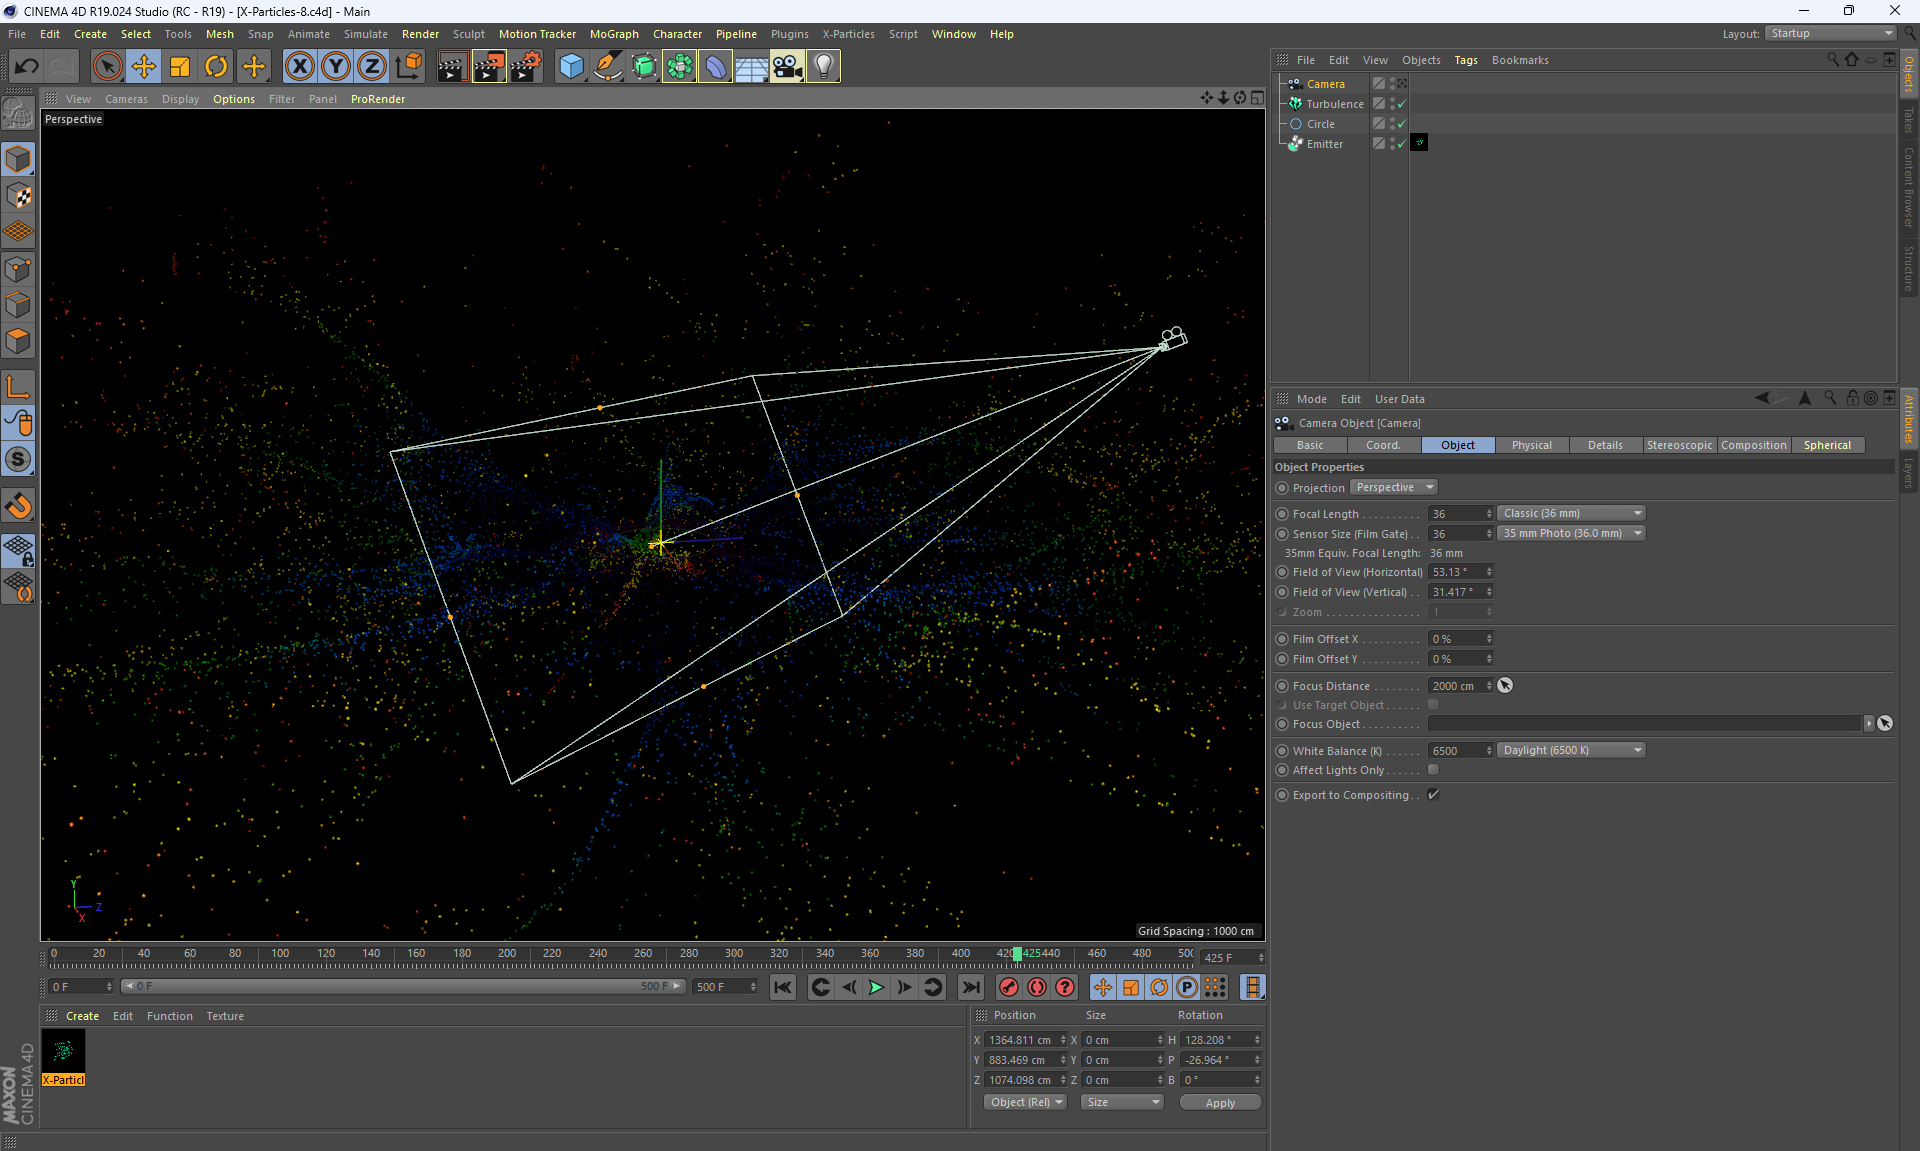 CINEMA 4D R19.024 Studio (RC - R19) - [X-Particles-8.c4d] - Main
File Edit Create Select Tools Mesh Snap Animate Simulate Render Sculpt Motion Tracker MoGraph Character Pipeline Plugins X-Particles Script Window Help
Layout: Startup
View Cameras Display Options Filter Panel ProRender
Perspective
Y
Z
X
Grid Spacing : 1000 cm
File Edit View Objects Tags Bookmarks
Camera
Turbulence
Circle
Emitter
Objects
Takes
Content Browser
Structure
Mode Edit User Data
Camera Object [Camera]
Basic Coord. Object Physical Details Stereoscopic Composition Spherical
Object Properties
Projection Perspective
Focal Length . . . . . . . . . . 36 Classic (36 mm)
Sensor Size (Film Gate) . . 36 35 mm Photo (36.0 mm)
35mm Equiv. Focal Length: 36 mm
Field of View (Horizontal) 53.13 °
Field of View (Vertical) . . 31.417 °
Zoom . . . . . . . . . . . . . . . . 1
Film Offset X . . . . . . . . . . 0 %
Film Offset Y . . . . . . . . . . 0 %
Focus Distance . . . . . . . . 2000 cm
Use Target Object . . . . . .
Focus Object . . . . . . . . . .
White Balance (K) . . . . . . 6500 Daylight (6500 K)
Affect Lights Only . . . . . .
Export to Compositing . .
Attributes
Layers
0 20 40 60 80 100 120 140 160 180 200 220 240 260 280 300 320 340 360 380 400 420 425 440 460 480 500
425 F
0 F 0 F 500 F 500 F
Create Edit Function Texture
X-Particl
Position Size Rotation
X 1364.811 cm X 0 cm H 128.208 °
Y 883.469 cm Y 0 cm P -26.964 °
Z 1074.098 cm Z 0 cm B 0 °
Object (Rel) Size Apply
MAXON
CINEMA 4D